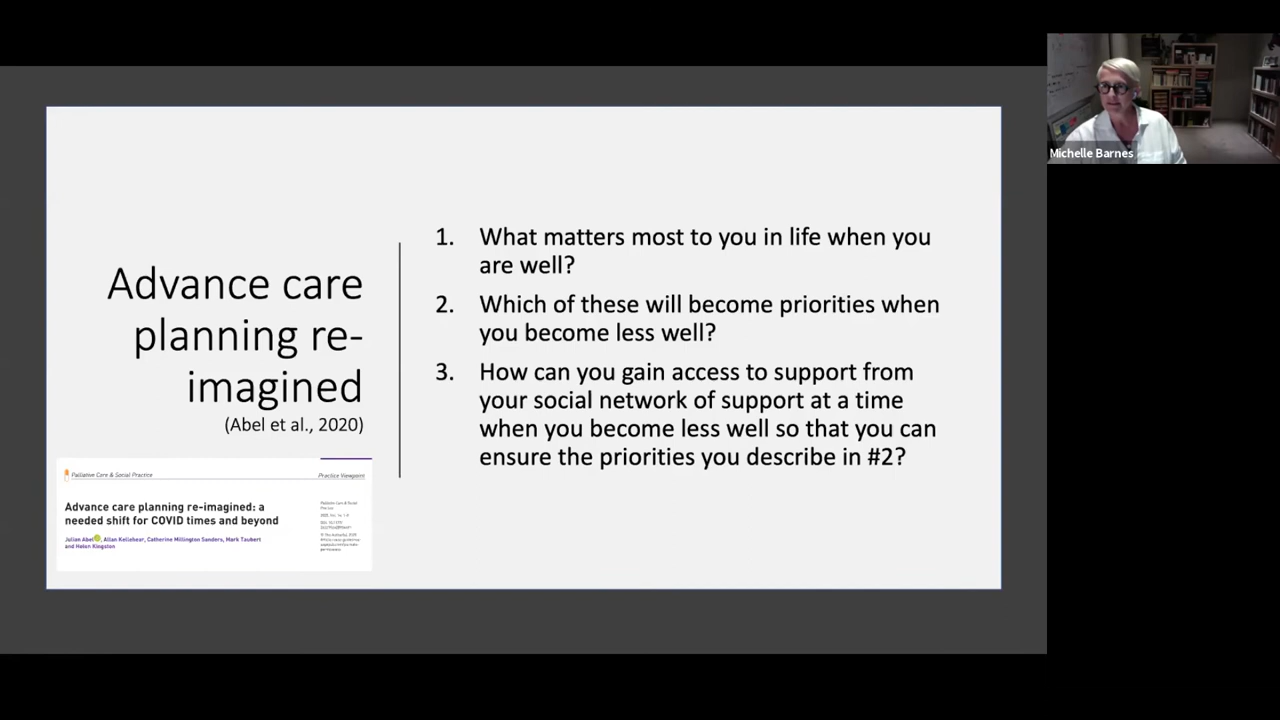 Advance care
planning re-
imagined
(Abel et al., 2020)
1. What matters most to you in life when you
are well?
2. Which of these will become priorities when
you become less well?
3. How can you gain access to support from
your social network of support at a time
when you become less well so that you can
ensure the priorities you describe in #2?
Palliative Care & Social Practice
Practice Viewpoint
Advance care planning re-imagined: a
needed shift for COVID times and beyond
Julian Abel, Allan Kellehear, Catherine Millington Sanders, Mark Taubert
and Helen Kingston
Palliative Care & Social
Practice
Michelle Barnes